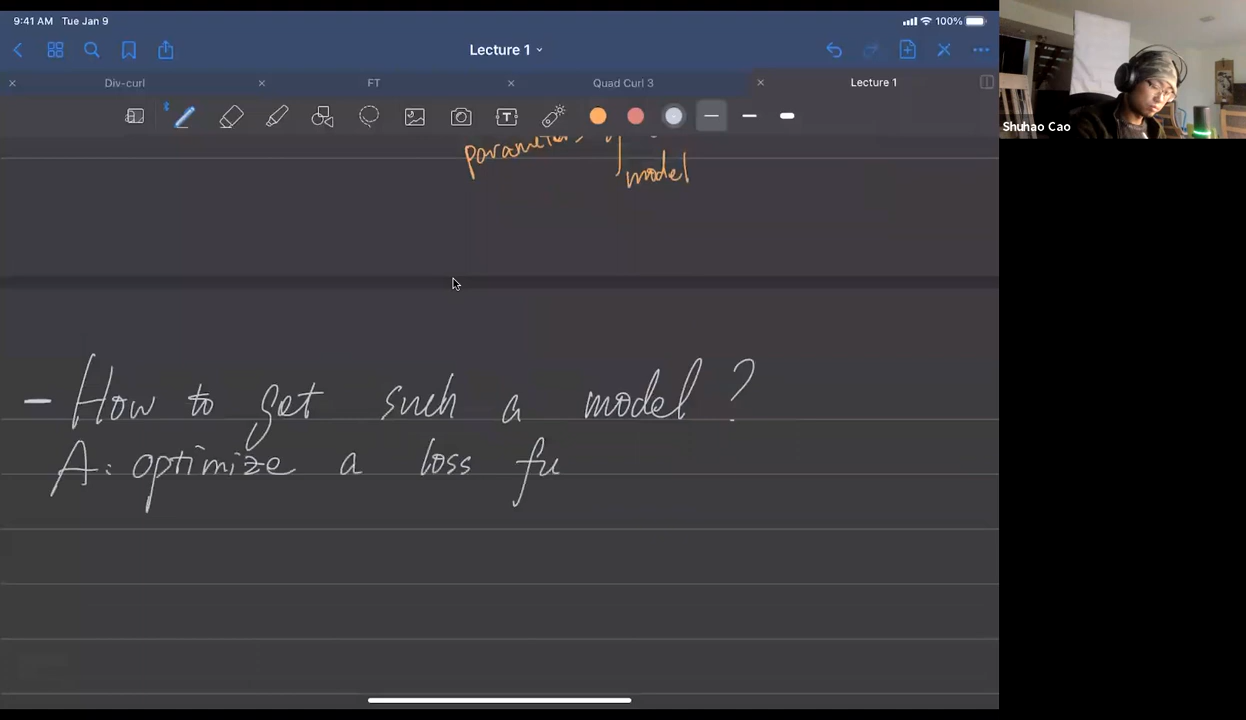 9:41 AM Tue Jan 9
100%
Lecture 1
Div-curl
FT
Quad Curl 3
Lecture 1
Shuhao Cao
parameters
model
- How to get such a model?
A: optimize a loss fu